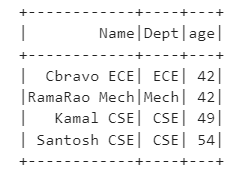 +------------+----+---+
|        Name|Dept|age|
+------------+----+---+
|  Cbravo ECE| ECE| 42|
|RamaRao Mech|Mech| 42|
|   Kamal CSE| CSE| 49|
| Santosh CSE| CSE| 54|
+------------+----+---+